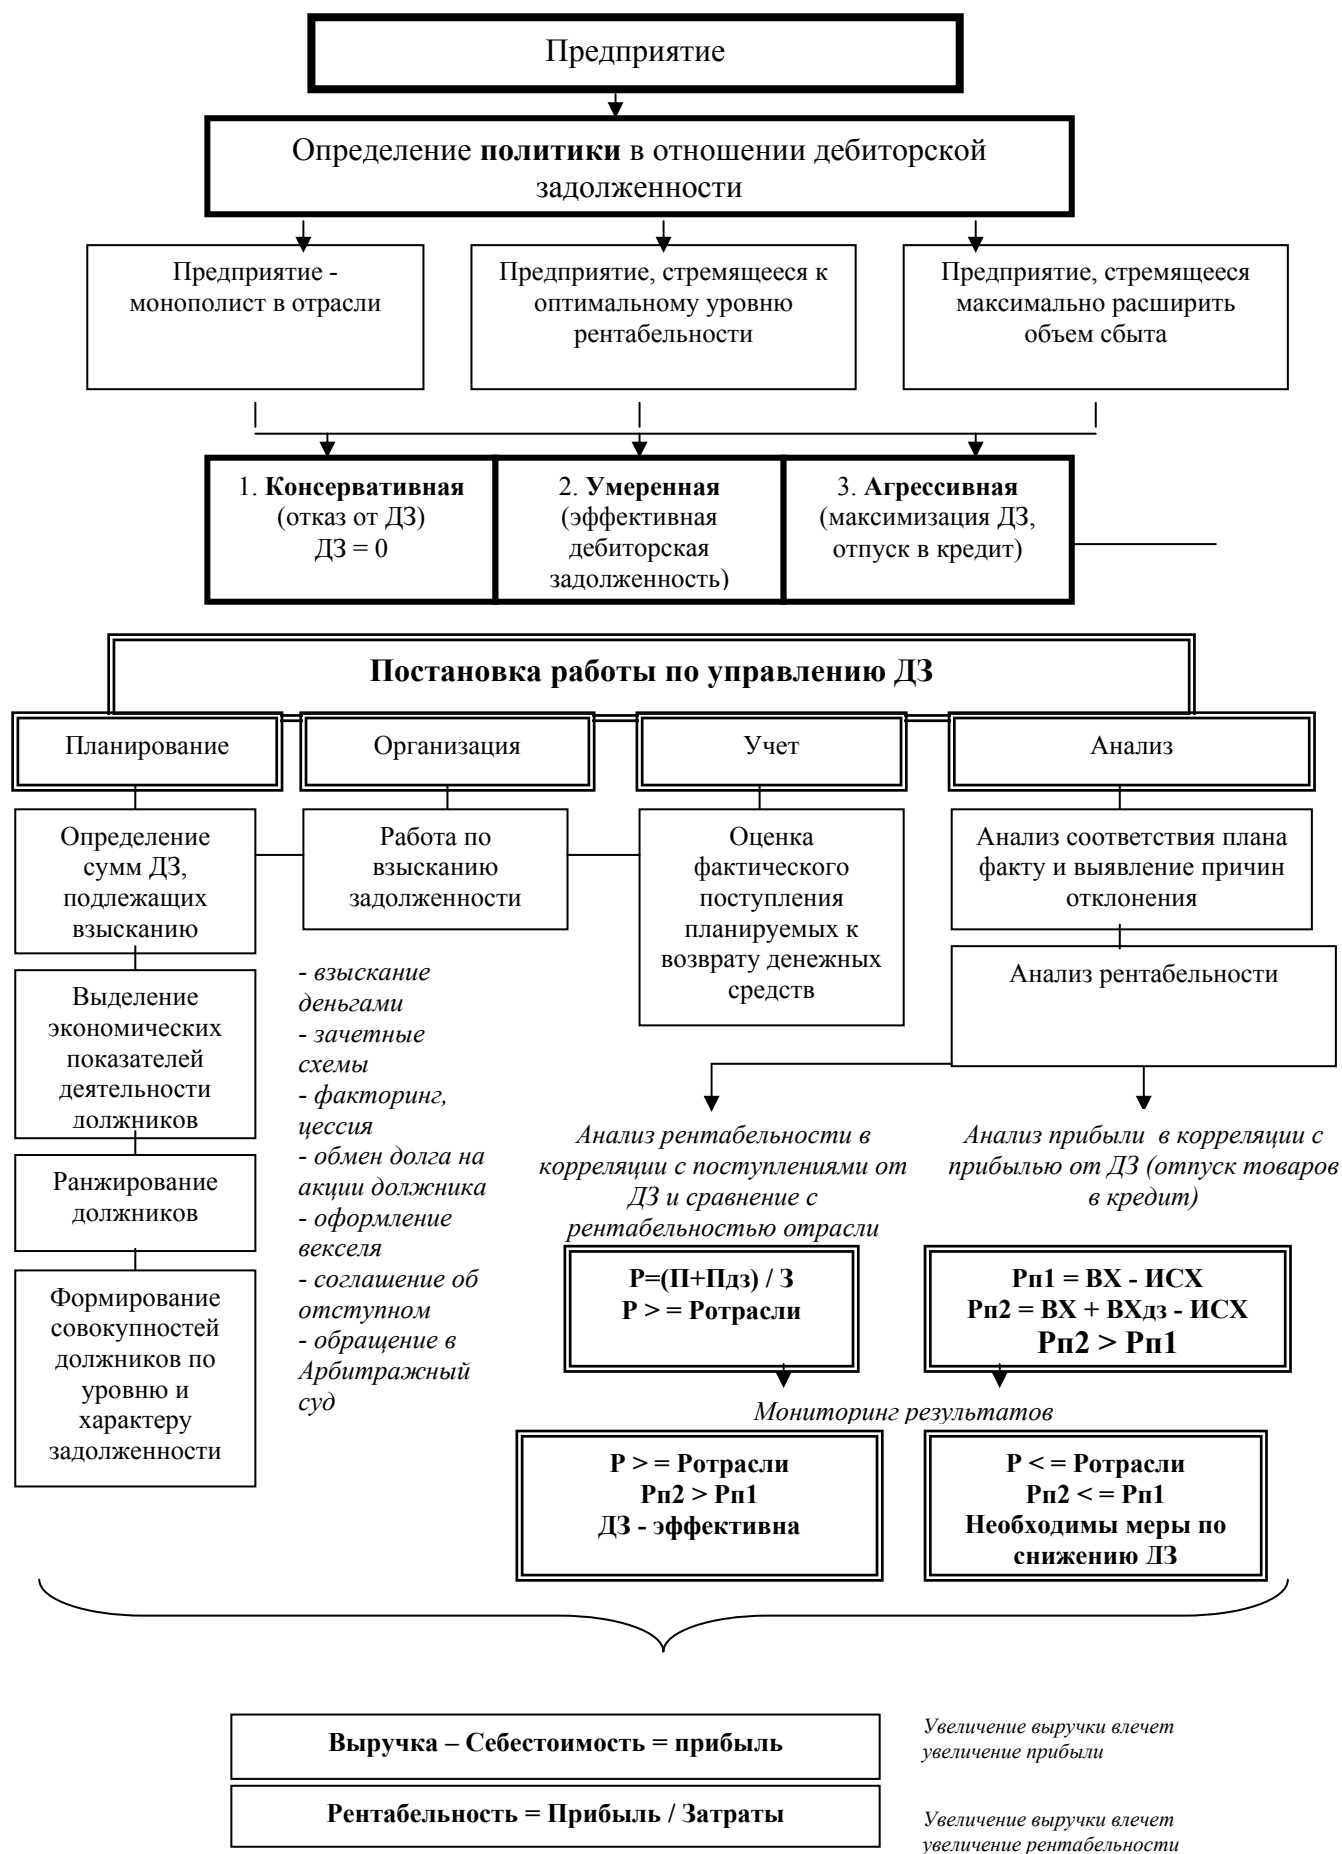 Предприятие
Определение политики в отношении дебиторской
задолженности
Предприятие -
монополист в отрасли
Предприятие, стремящееся к
оптимальному уровню
рентабельности
Предприятие, стремящееся
максимально расширить
объем сбыта
1. Консервативная
(отказ от ДЗ)
ДЗ = 0
2. Умеренная
(эффективная
дебиторская
задолженность)
3. Агрессивная
(максимизация ДЗ,
отпуск в кредит)
Постановка работы по управлению ДЗ
Планирование
Организация
Учет
Анализ
Определение
сумм ДЗ,
подлежащих
взысканию
Работа по
взысканию
задолженности
Оценка
фактического
поступления
планируемых к
возврату денежных
средств
Анализ соответствия плана
факту и выявление причин
отклонения
Анализ рентабельности
Выделение
экономических
показателей
деятельности
должников
Ранжирование
должников
Формирование
совокупностей
должников по
уровню и
характеру
задолженности
- взыскание
деньгами
- зачетные
схемы
- факторинг,
цессия
- обмен долга на
акции должника
- оформление
векселя
- соглашение об
отступном
- обращение в
Арбитражный
суд
Анализ рентабельности в
корреляции с поступлениями от
ДЗ и сравнение с
рентабельностью отрасли
Анализ прибыли в корреляции с
прибылью от ДЗ (отпуск товаров
в кредит)
Р=(П+Пдз) / З
Р > = Ротрасли
Рп1 = ВХ - ИСХ
Рп2 = ВХ + ВХдз - ИСХ
Рп2 > Рп1
Мониторинг результатов
Р > = Ротрасли
Рп2 > Рп1
ДЗ - эффективна
Р < = Ротрасли
Рп2 < = Рп1
Необходимы меры по
снижению ДЗ
Выручка – Себестоимость = прибыль
Увеличение выручки влечет
увеличение прибыли
Рентабельность = Прибыль / Затраты
Увеличение выручки влечет
увеличение рентабельности